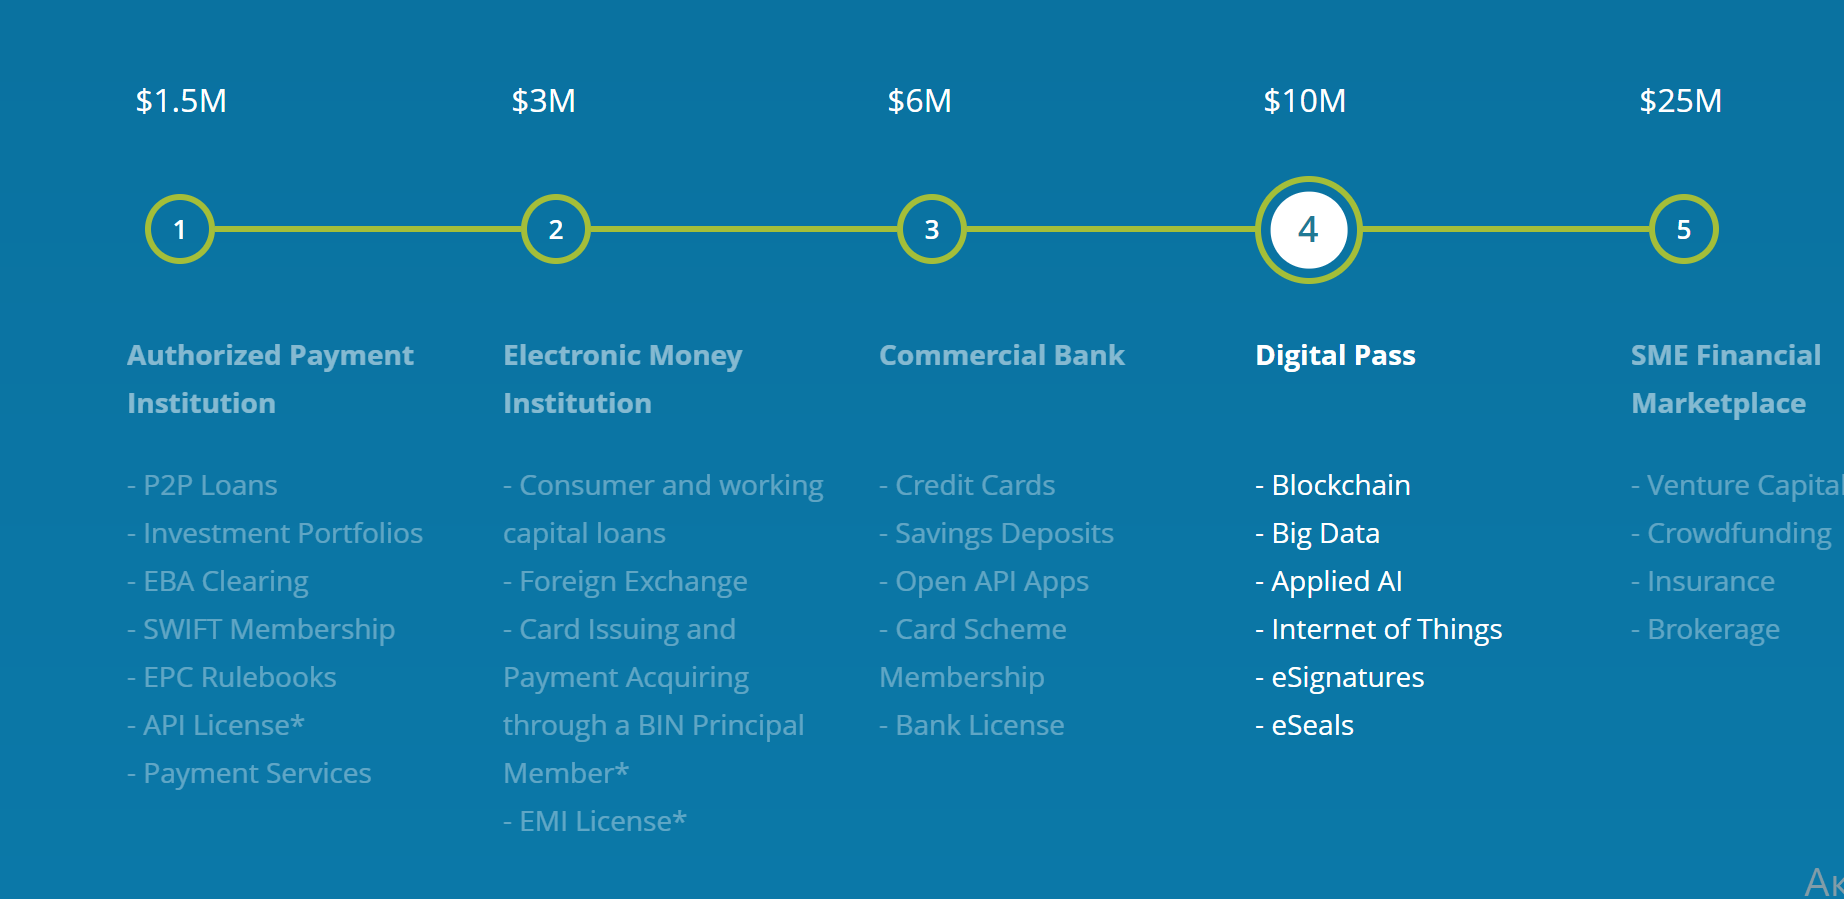 $1.5M
$3M
$6M
$10M
$25M
1
2
3
4
5
Authorized Payment
Institution
- P2P Loans
- Investment Portfolios
- EBA Clearing
- SWIFT Membership
- EPC Rulebooks
- API License*
- Payment Services
Electronic Money
Institution
- Consumer and working
capital loans
- Foreign Exchange
- Card Issuing and
Payment Acquiring
through a BIN Principal
Member*
- EMI License*
Commercial Bank
- Credit Cards
- Savings Deposits
- Open API Apps
- Card Scheme
Membership
- Bank License
Digital Pass
- Blockchain
- Big Data
- Applied AI
- Internet of Things
- eSignatures
- eSeals
SME Financial
Marketplace
- Venture Capital
- Crowdfunding
- Insurance
- Brokerage